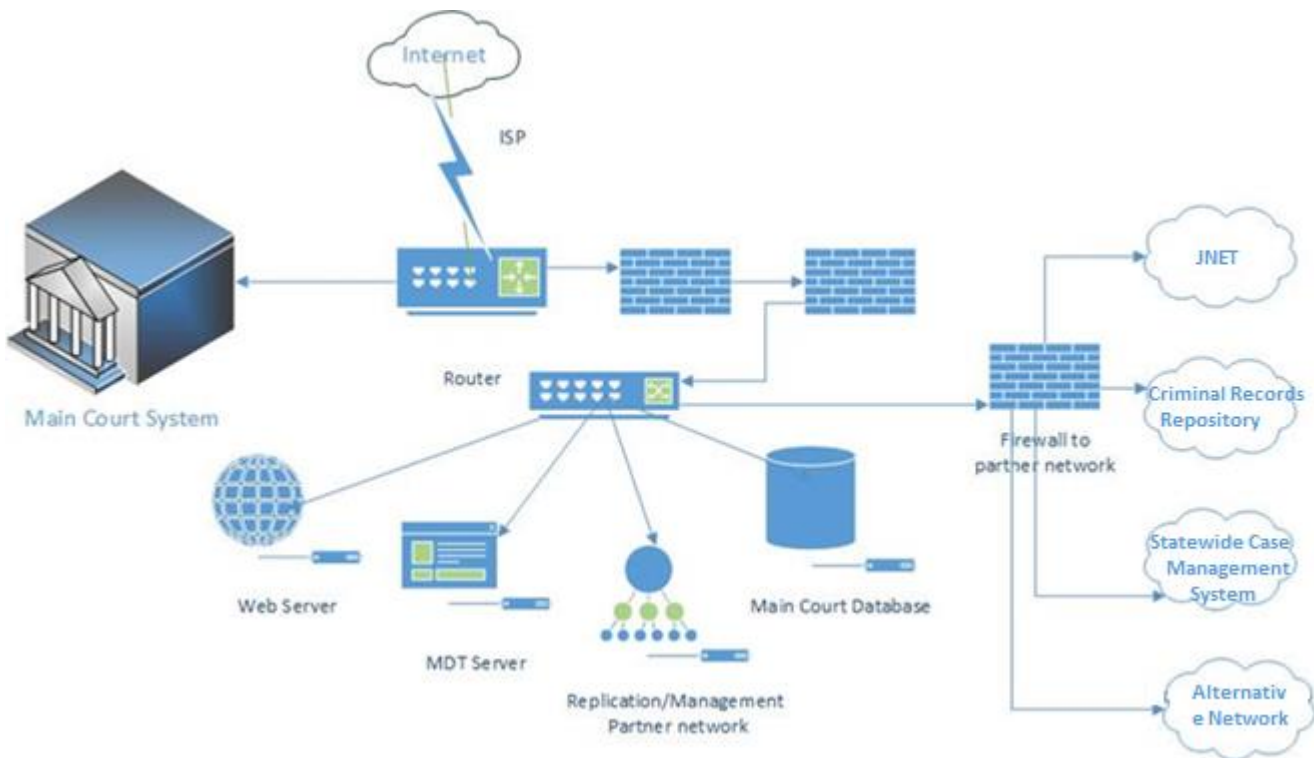 Internet
ISP
JNET
Router
Main Court System
Criminal Records
Repository
Firewall to
partner network
Statewide Case
Management
System
Web Server
Main Court Database
MDT Server
Replication/Management
Partner network
Alternativ
e Network